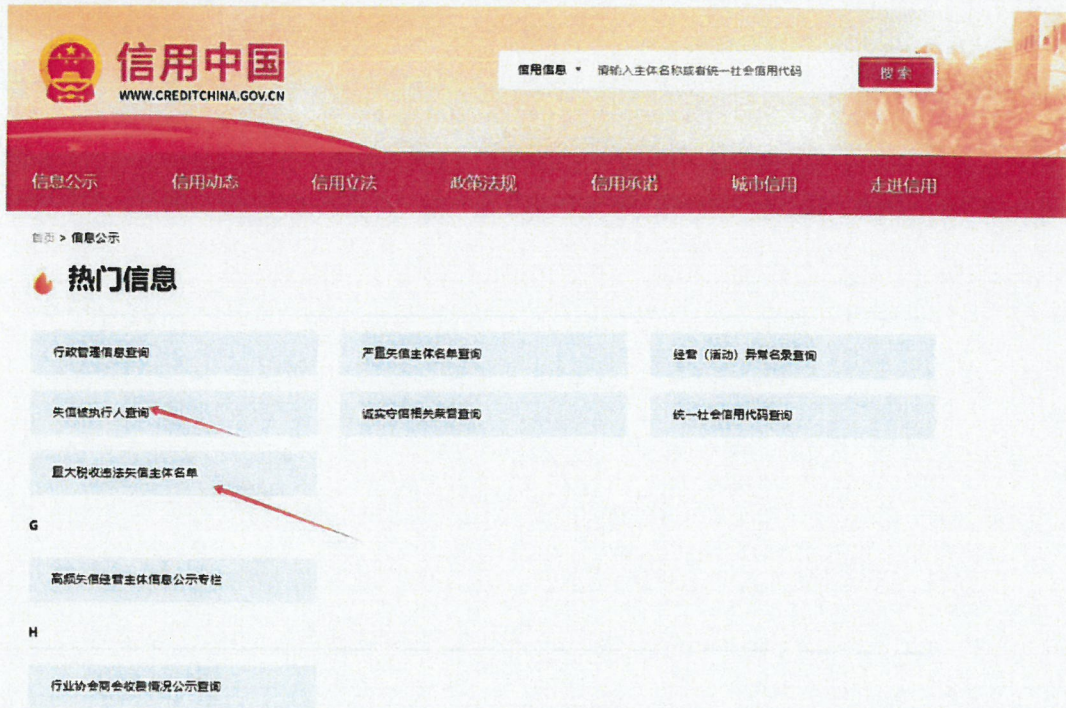 信用中国
WWW.CREDITCHINA.GOV.CN
信用信息 请输入主体名称或者统一社会信用代码 搜索
信息公示 信用动态 信用立法 政策法规 信用承诺 城市信用 走进信用
首页 > 信息公示
热门信息
行政管理信息查询 严重失信主体名单查询 经营（活动）异常名录查询
失信被执行人查询 诚实守信相关荣誉查询 统一社会信用代码查询
重大税收违法失信主体名单
G
高频失信经营主体信息公示专栏
H
行业协会商会收费情况公示查询